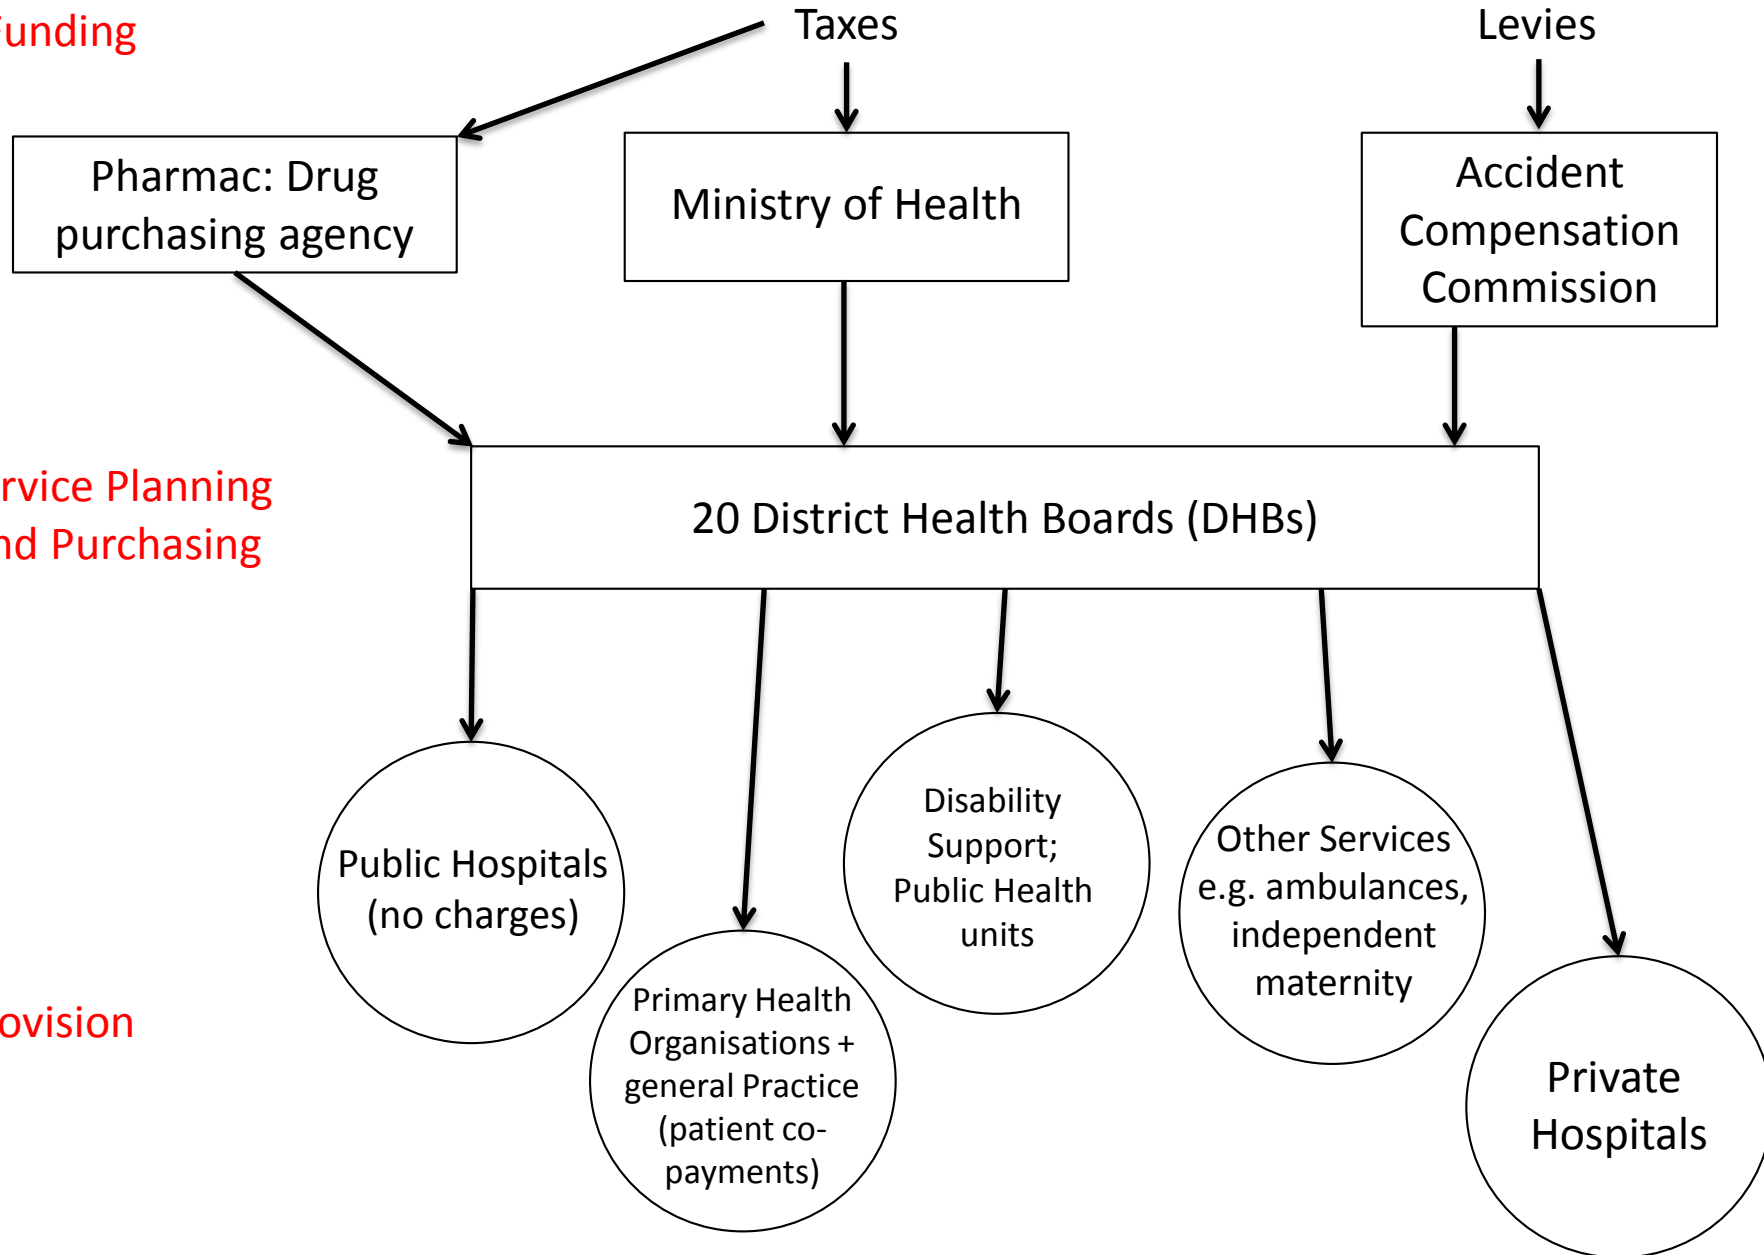 Funding
Taxes
Levies
Pharmac: Drug
purchasing agency
Ministry of Health
Accident
Compensation
Commission
rvice Planning
nd Purchasing
20 District Health Boards (DHBs)
Public Hospitals
(no charges)
Primary Health
Organisations +
general Practice
(patient co-
payments)
Disability
Support;
Public Health
units
Other Services
e.g. ambulances,
independent
maternity
Private
Hospitals
ovision